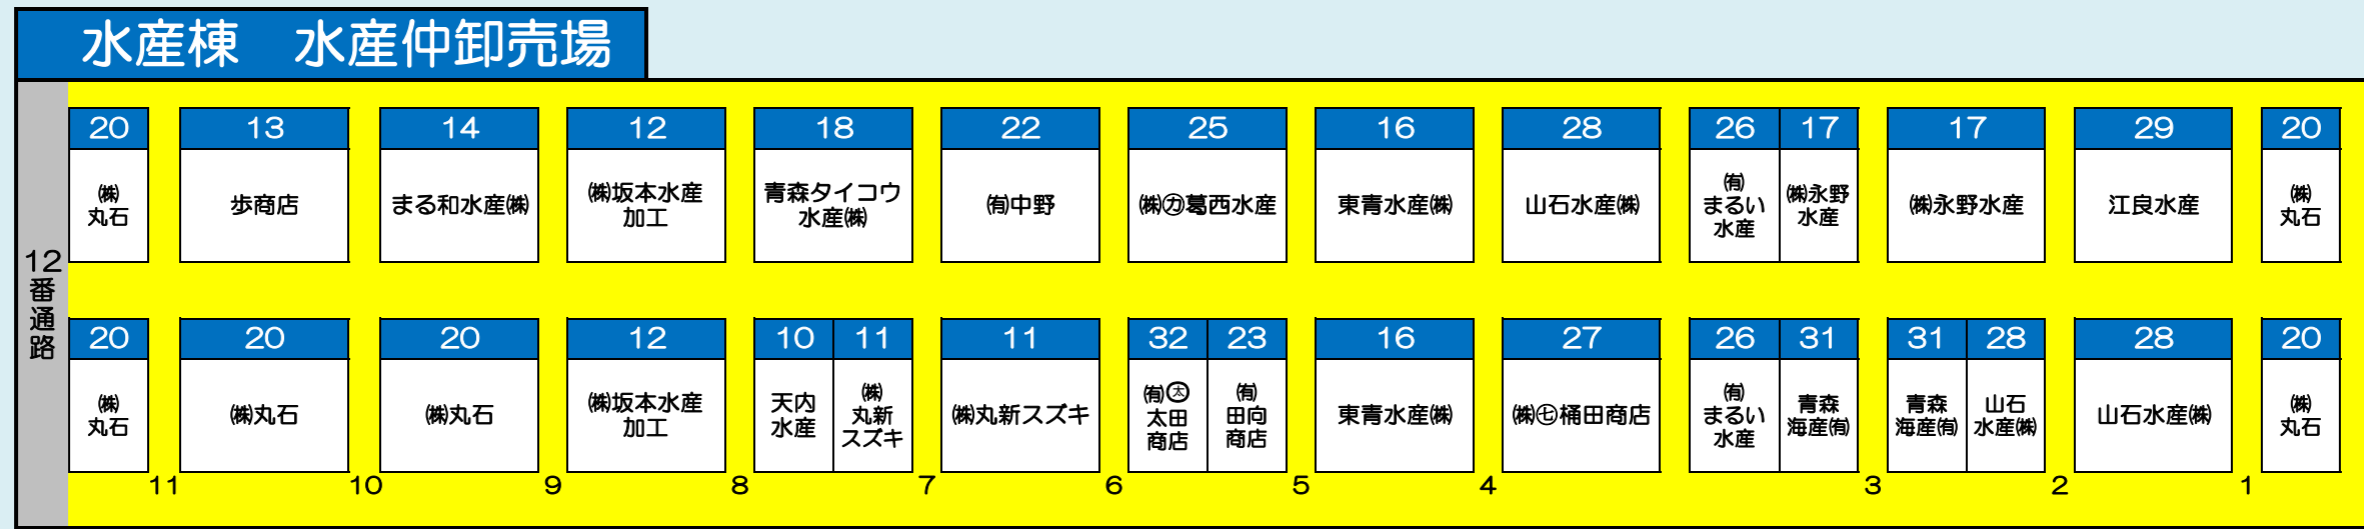 水産棟　水産仲卸売場
12番通路
20
㈱
丸石
13
歩商店
14
まる和水産㈱
12
㈱坂本水産
加工
18
青森タイコウ
水産㈱
22
㈲中野
25
㈱㋕葛西水産
16
東青水産㈱
28
山石水産㈱
26
㈲
まるい
水産
17
㈱永野
水産
17
㈱永野水産
29
江良水産
20
㈱
丸石
20
㈱
丸石
20
㈱丸石
20
㈱丸石
12
㈱坂本水産
加工
10
天内
水産
11
㈱
丸新
スズキ
11
㈱丸新スズキ
32
㈲太
太田
商店
23
㈲
田向
商店
16
東青水産㈱
27
㈱㊆桶田商店
26
㈲
まるい
水産
31
青森
海産㈲
31
青森
海産㈲
28
山石
水産㈱
28
山石水産㈱
20
㈱
丸石
11
10
9
8
7
6
5
4
3
2
1